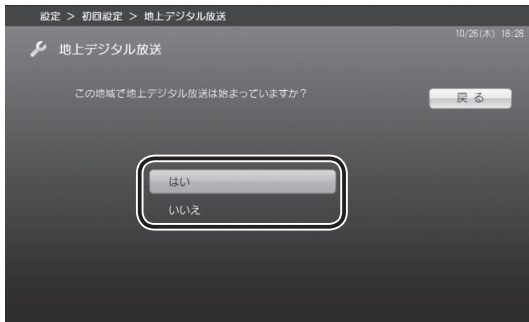 設定 > 初回設定 > 地上デジタル放送
10/26(木) 18:28
地上デジタル放送
この地域で地上デジタル放送は始まっていますか?
戻る
はい
いいえ